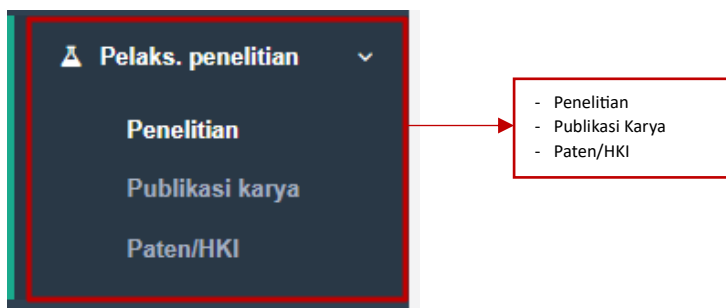 Pelaks. penelitian
Penelitian
Publikasi karya
Paten/HKI
- Penelitian
- Publikasi Karya
- Paten/HKI